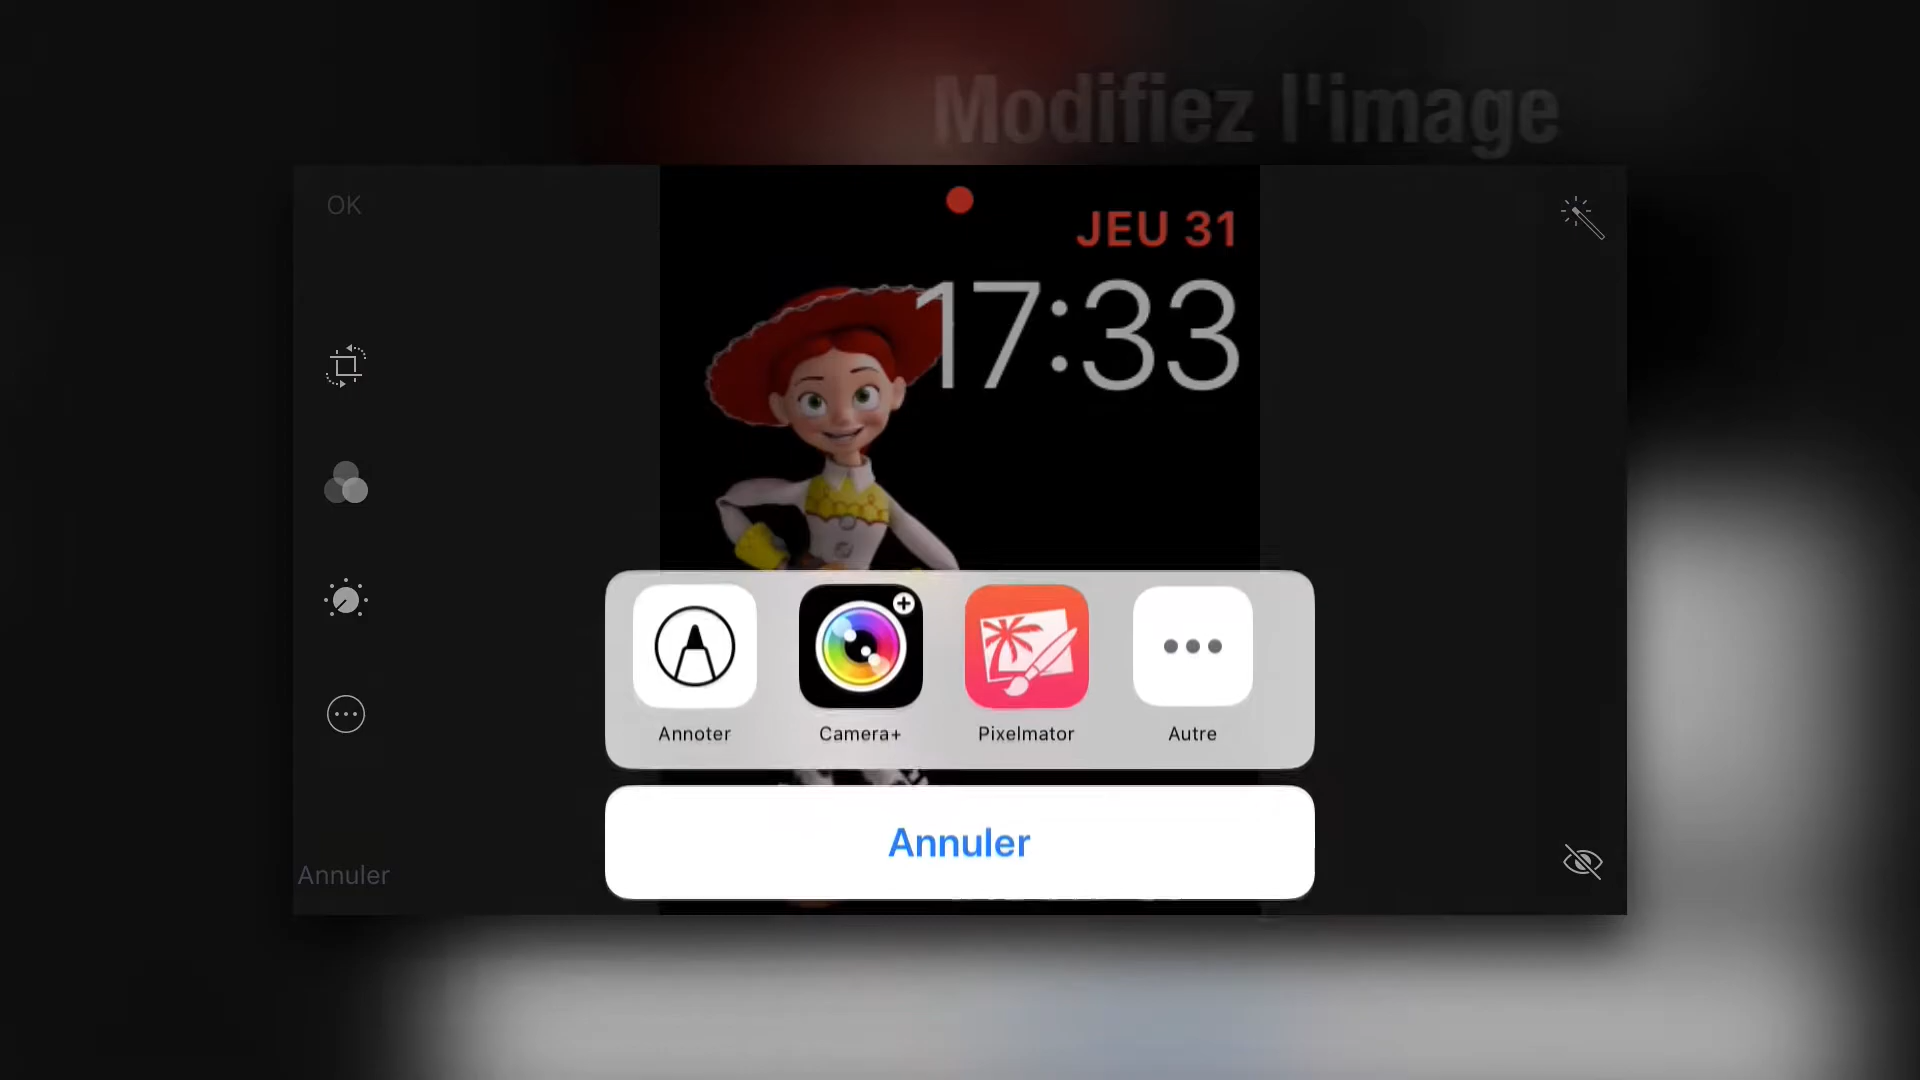 Modifiez l'image
OK
JEU 31
17:33
Annoter
Camera+
Pixelmator
Autre
Annuler
Annuler